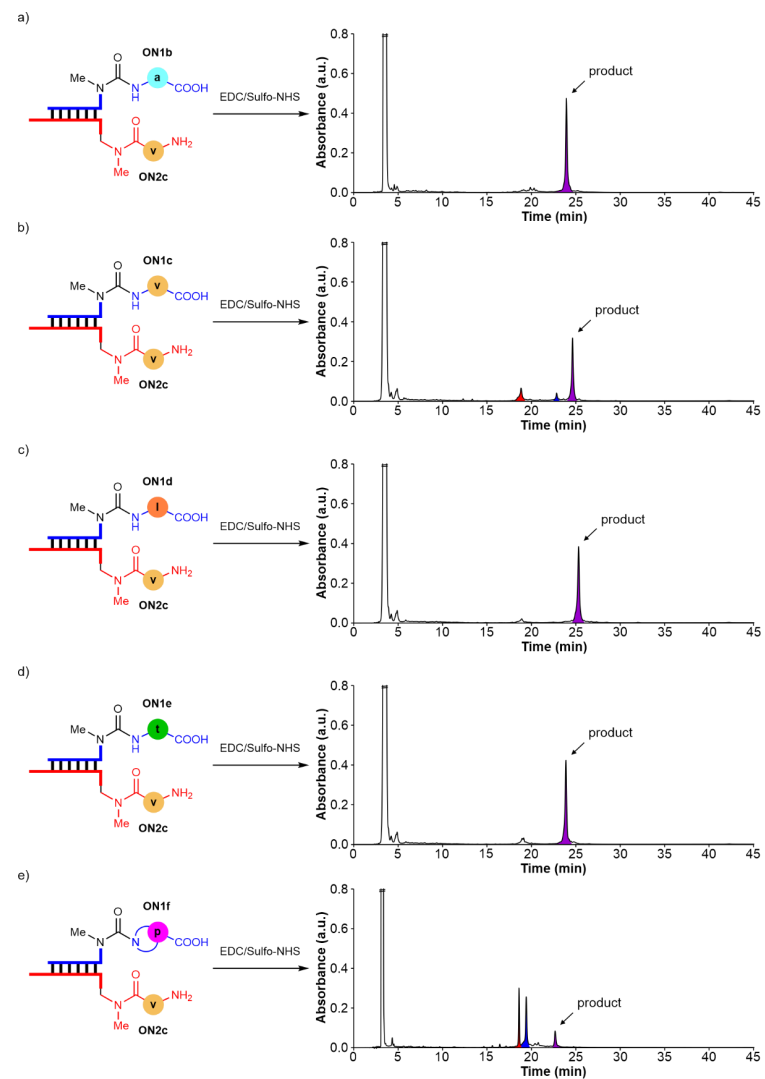 a)
ON1b
O
Me
N
N
H
a
COOH
O
NH2
N
v
Me
ON2c
EDC/Sulfo-NHS
Absorbance (a.u.)
0.8
0.6
0.4
0.2
0.0
product
0 5 10 15 20 25 30 35 40 45
Time (min)
b)
ON1c
O
Me
N
N
H
v
COOH
O
NH2
N
v
Me
ON2c
EDC/Sulfo-NHS
Absorbance (a.u.)
0.8
0.6
0.4
0.2
0.0
product
0 5 10 15 20 25 30 35 40 45
Time (min)
c)
ON1d
O
Me
N
N
H
l
COOH
O
NH2
N
v
Me
ON2c
EDC/Sulfo-NHS
Absorbance (a.u.)
0.8
0.6
0.4
0.2
0.0
product
0 5 10 15 20 25 30 35 40 45
Time (min)
d)
ON1e
O
Me
N
N
H
t
COOH
O
NH2
N
v
Me
ON2c
EDC/Sulfo-NHS
Absorbance (a.u.)
0.8
0.6
0.4
0.2
0.0
product
0 5 10 15 20 25 30 35 40 45
Time (min)
e)
ON1f
O
Me
N
N
p
COOH
O
NH2
N
v
Me
ON2c
EDC/Sulfo-NHS
Absorbance (a.u.)
0.8
0.6
0.4
0.2
0.0
product
0 5 10 15 20 25 30 35 40 45
Time (min)